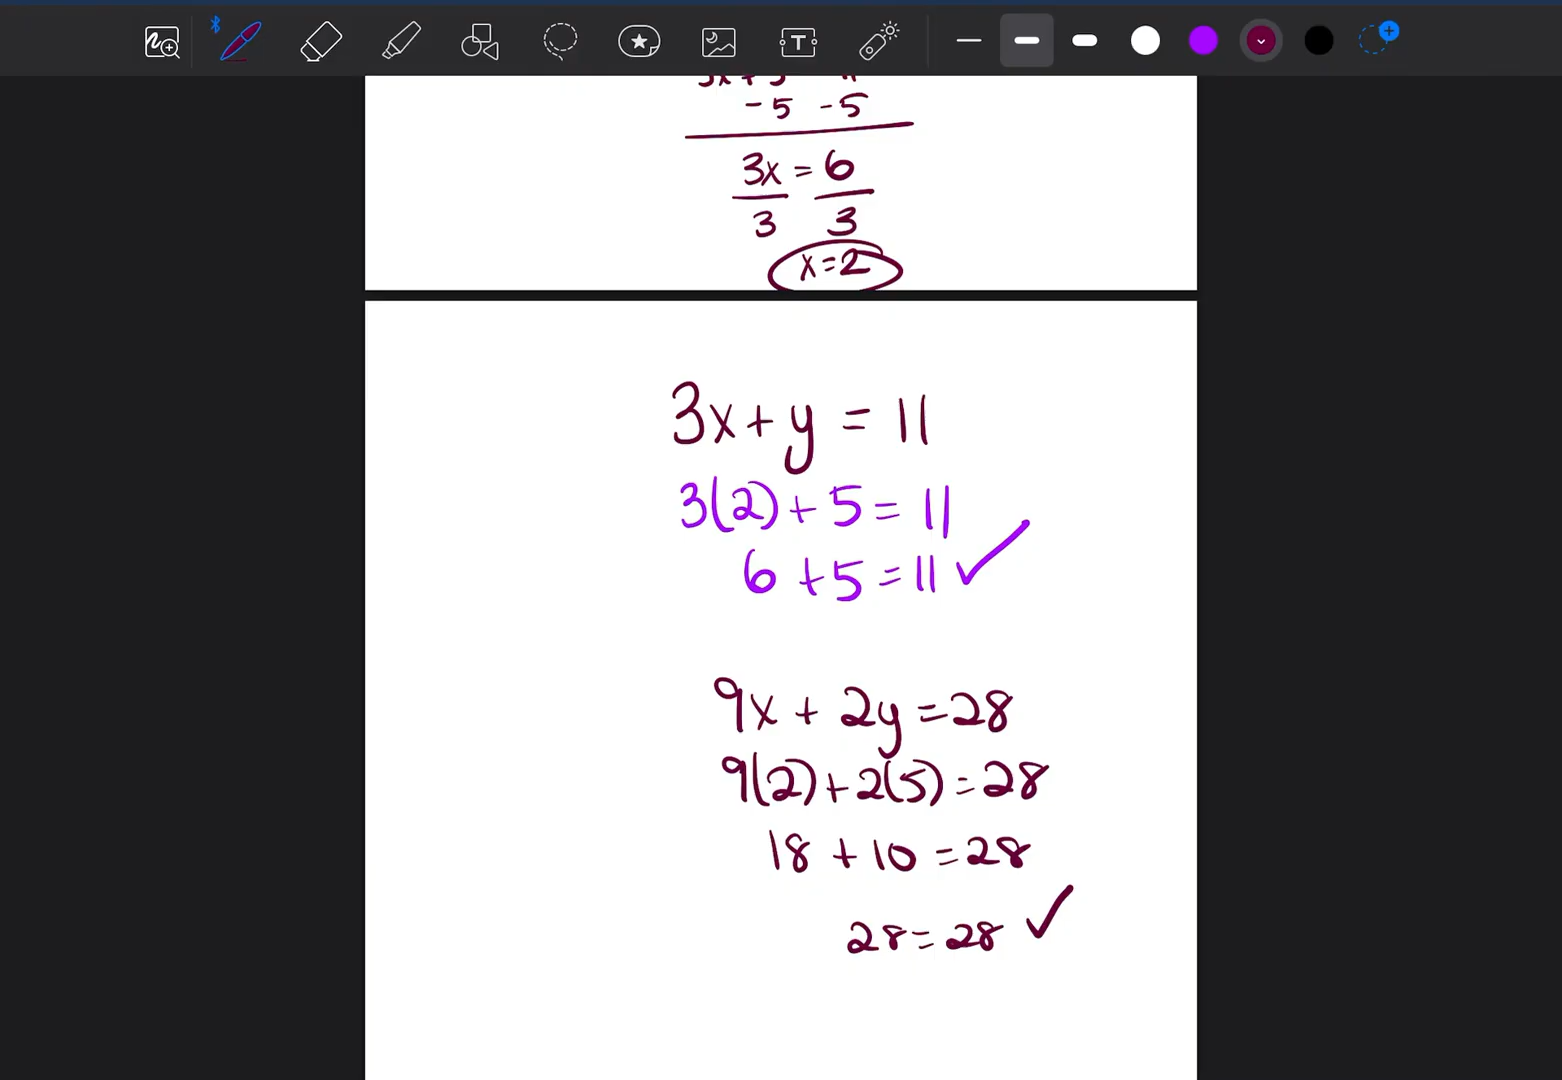 - 5 - 5
3x = 6
3 3
x = 2
3x + y = 11
3(2) + 5 = 11
6 + 5 = 11 ✓
9x + 2y = 28
9(2) + 2(5) = 28
18 + 10 = 28
28 = 28 ✓